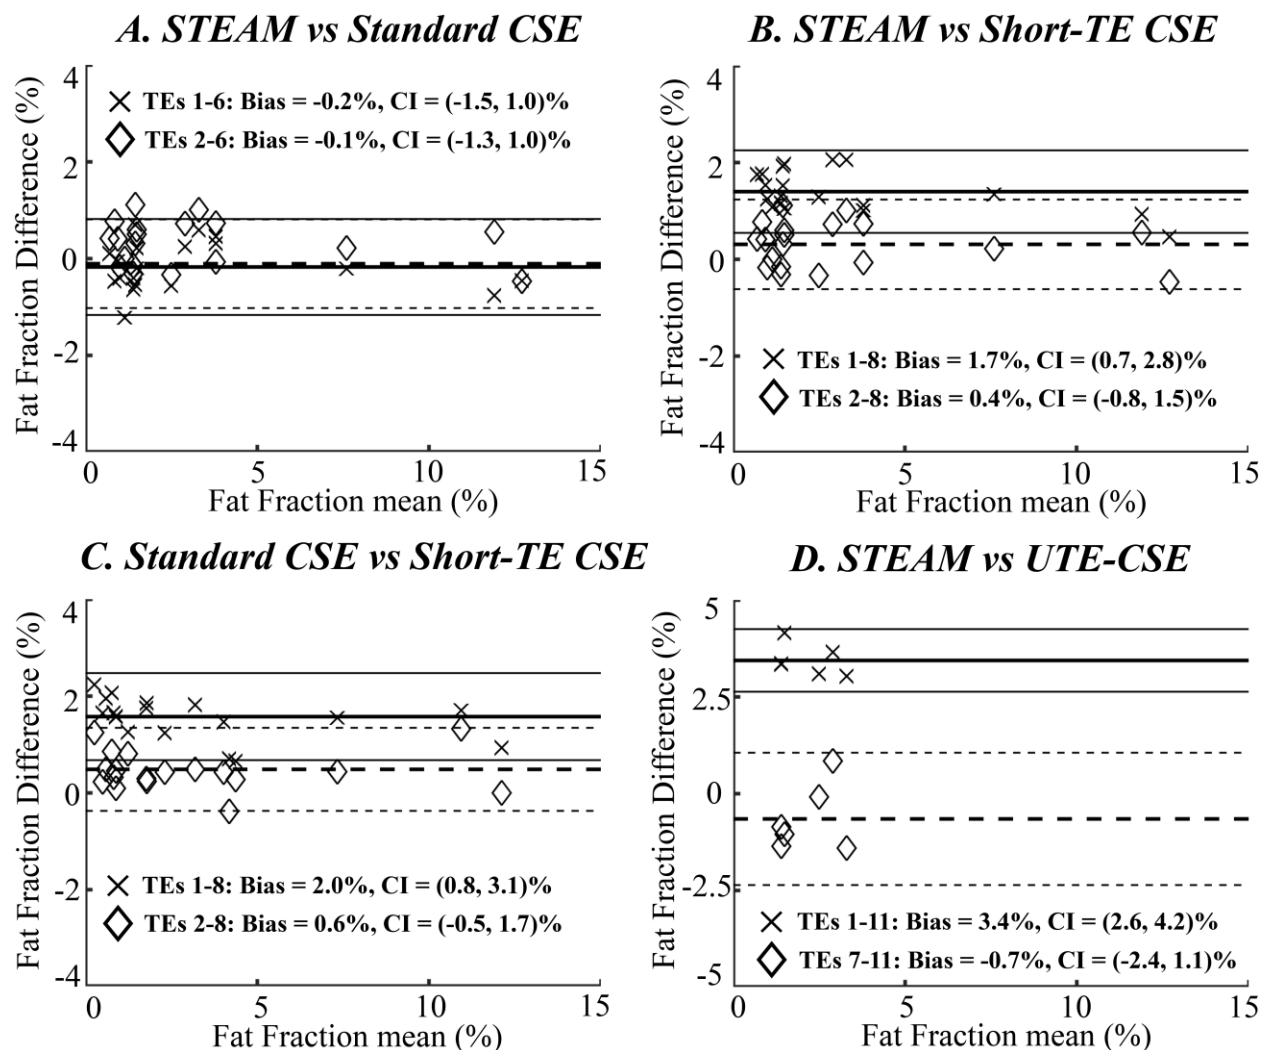 A. STEAM vs Standard CSE
Fat Fraction Difference (%)
4
2
0
-2
-4
TEs 1-6: Bias = -0.2%, CI = (-1.5, 1.0)%
TEs 2-6: Bias = -0.1%, CI = (-1.3, 1.0)%
0 5 10 15
Fat Fraction mean (%)
B. STEAM vs Short-TE CSE
Fat Fraction Difference (%)
4
2
0
-2
-4
TEs 1-8: Bias = 1.7%, CI = (0.7, 2.8)%
TEs 2-8: Bias = 0.4%, CI = (-0.8, 1.5)%
0 5 10 15
Fat Fraction mean (%)
C. Standard CSE vs Short-TE CSE
Fat Fraction Difference (%)
4
2
0
-2
-4
TEs 1-8: Bias = 2.0%, CI = (0.8, 3.1)%
TEs 2-8: Bias = 0.6%, CI = (-0.5, 1.7)%
0 5 10 15
Fat Fraction mean (%)
D. STEAM vs UTE-CSE
Fat Fraction Difference (%)
5
2.5
0
-2.5
-5
TEs 1-11: Bias = 3.4%, CI = (2.6, 4.2)%
TEs 7-11: Bias = -0.7%, CI = (-2.4, 1.1)%
0 5 10 15
Fat Fraction mean (%)